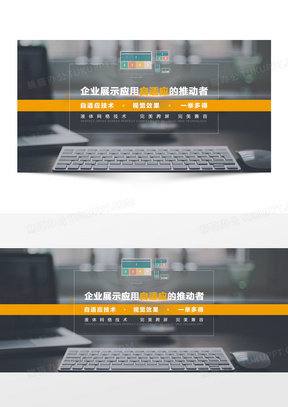 企业展示应用自适应的推动者
自适应技术 · 视觉效果 · 一举多得
液体网格技术 完美跨屏 完美兼容
企业展示应用自适应的推动者
自适应技术 · 视觉效果 · 一举多得
液体网格技术 完美跨屏 完美兼容